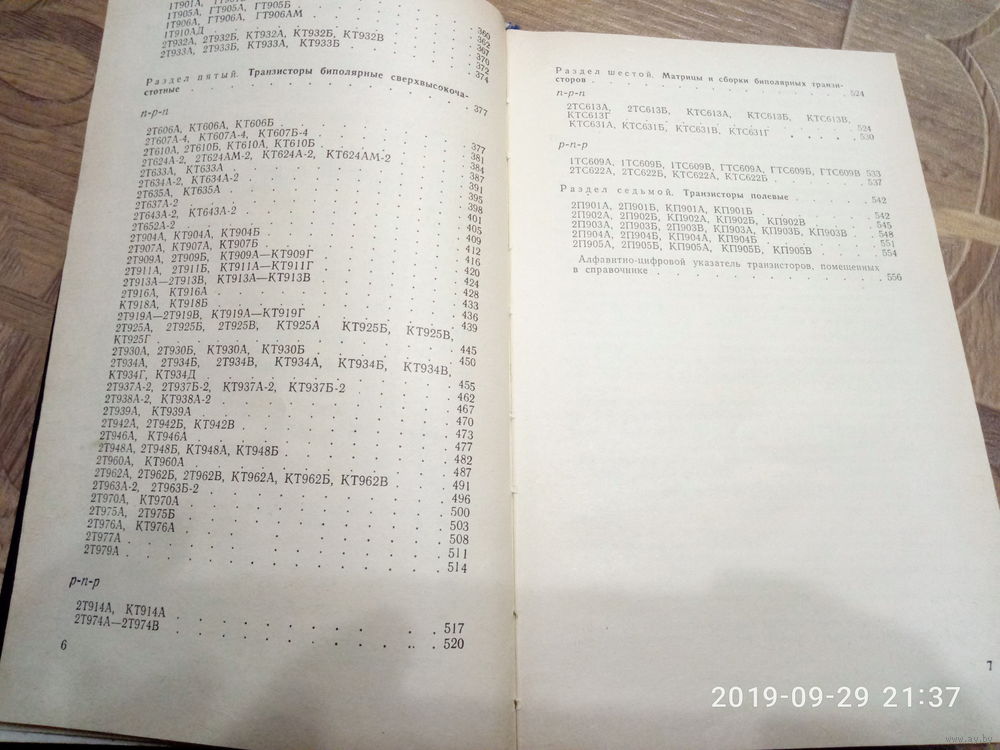 1Т905А, ГТ905А, ГТ905Б
1Т906А, ГТ906А, ГТ906АМ 360
1Т910АД 362
2Т932А, 2Т932Б, КТ932А, КТ932Б, КТ932В 367
2Т933А, 2Т933Б, КТ933А, КТ933Б 370
372
374
Раздел пятый. Транзисторы биполярные сверхвысокоча-
стотные 377
n-p-n
2Т606А, КТ606А, КТ606Б 377
2Т607А-4, КТ607А-4, КТ607Б-4 381
2Т610А, 2Т610Б, КТ610А, КТ610Б 384
2Т624А-2, 2Т624АМ-2, КТ624А-2, КТ624АМ-2 387
2Т633А, КТ633А 391
2Т634А-2, КТ634А-2 395
2Т635А, КТ635А 398
2Т637А-2 401
2Т643А-2, КТ643А-2 405
2Т652А-2 409
2Т904А, КТ904А, КТ904Б 412
2Т907А, КТ907А, КТ907Б 416
2Т909А, 2Т909Б, КТ909А—КТ909Г 420
2Т911А, 2Т911Б, КТ911А—КТ911Г 424
2Т913А—2Т913В, КТ913А—КТ913В 428
2Т916А, КТ916А 433
КТ918А, КТ918Б 436
2Т919А—2Т919В, КТ919А—КТ919Г 439
2Т925А, 2Т925Б, 2Т925В, КТ925А КТ925Б, КТ925В,
КТ925Г 445
2Т930А, 2Т930Б, КТ930А, КТ930Б 450
2Т934А, 2Т934Б, 2Т934В, КТ934А, КТ934Б, КТ934В,
КТ934Г, КТ934Д 455
2Т937А-2, 2Т937Б-2, КТ937А-2, КТ937Б-2 462
2Т938А-2, КТ938А-2 467
2Т939А, КТ939А 470
2Т942А, 2Т942Б, КТ942В 473
2Т946А, КТ946А 477
2Т948А, 2Т948Б, КТ948А, КТ948Б 482
2Т960А, КТ960А 487
2Т962А, 2Т962Б, 2Т962В, КТ962А, КТ962Б, КТ962В 491
2Т963А-2, 2Т963Б-2 496
2Т970А, КТ970А 500
2Т975А, 2Т975Б 503
2Т976А, КТ976А 508
2Т977А 511
2Т979А 514
p-n-p
2Т914А, КТ914А 517
2Т974А—2Т974В 520
6
Раздел шестой. Матрицы и сборки биполярных транзи-
сторов 524
n-p-n
2ТС613А, 2ТС613Б, КТС613А, КТС613Б, КТС613В,
КТС613Г 524
КТС631А, КТС631Б, КТС631В, КТС631Г 530
p-n-p
1ТС609А, 1ТС609Б, 1ТС609В, ГТС609А, ГТС609Б, ГТС609В 533
2ТС622А, 2ТС622Б, КТС622А, КТС622Б 537
Раздел седьмой. Транзисторы полевые 542
2П901А, 2П901Б, КП901А, КП901Б 542
2П902А, 2П902Б, КП902А, КП902Б, КП902В 545
2П903А, 2П903Б, 2П903В, КП903А, КП903Б, КП903В 548
2П904А, 2П904Б, КП904А, КП904Б 551
2П905А, 2П905Б, КП905А, КП905Б, КП905В 554
Алфавитно-цифровой указатель транзисторов, помещенных
в справочнике 556
7
2019-09-29 21:37
www.av.by